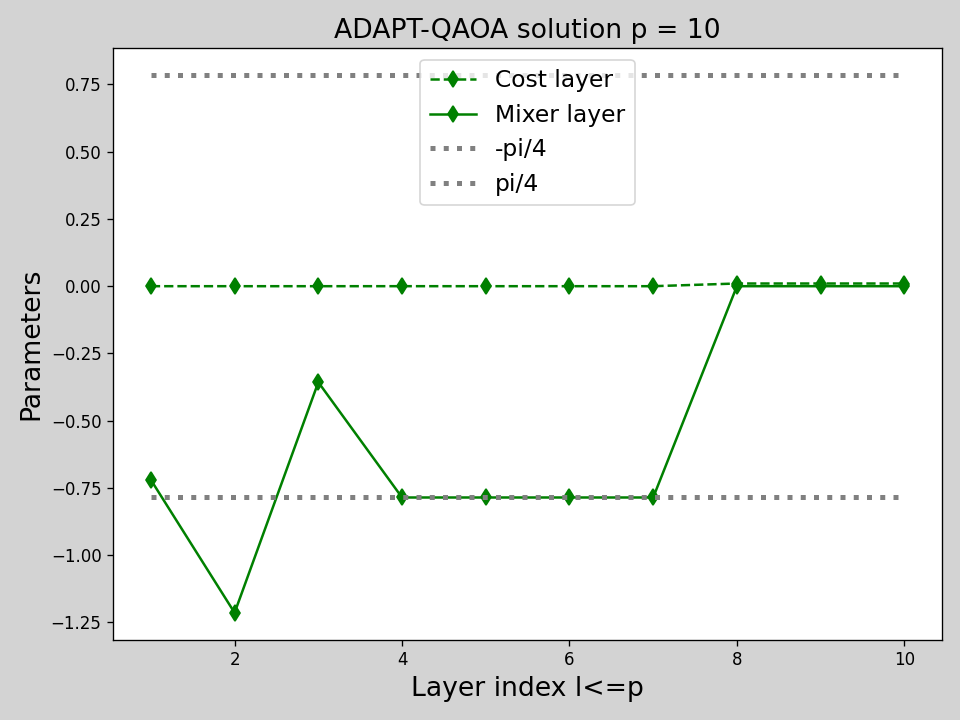 ADAPT-QAOA solution p = 10
Cost layer
Mixer layer
-pi/4
pi/4
Parameters
0.75
0.50
0.25
0.00
−0.25
−0.50
−0.75
−1.00
−1.25
2 4 6 8 10
Layer index l<=p